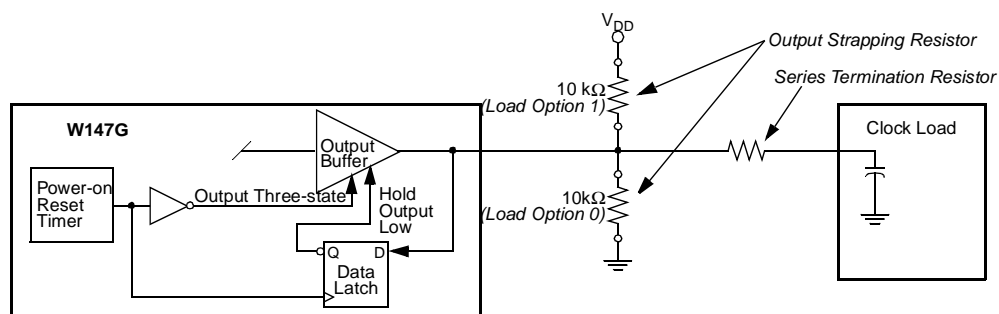 V DD
Output Strapping Resistor
Series Termination Resistor
10 kΩ
(Load Option 1)
W147G
Clock Load
Output
Buffer
Power-on
Reset
Timer
Output Three-state
Hold
Output
Low
10kΩ
(Load Option 0)
Q D
Data
Latch